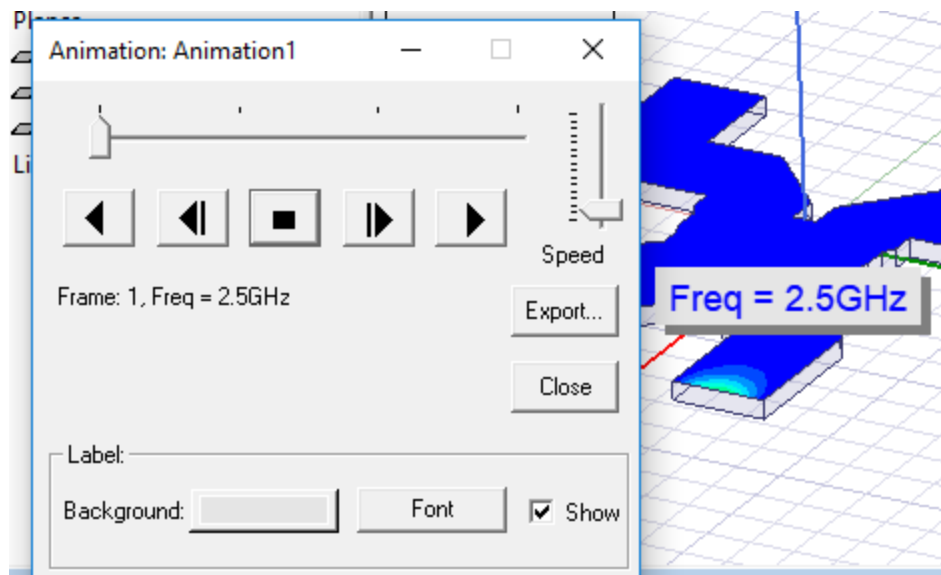 Animation: Animation1
Speed
Frame: 1, Freq = 2.5GHz
Export...
Close
Label:
Background:
Font
Show
Freq = 2.5GHz